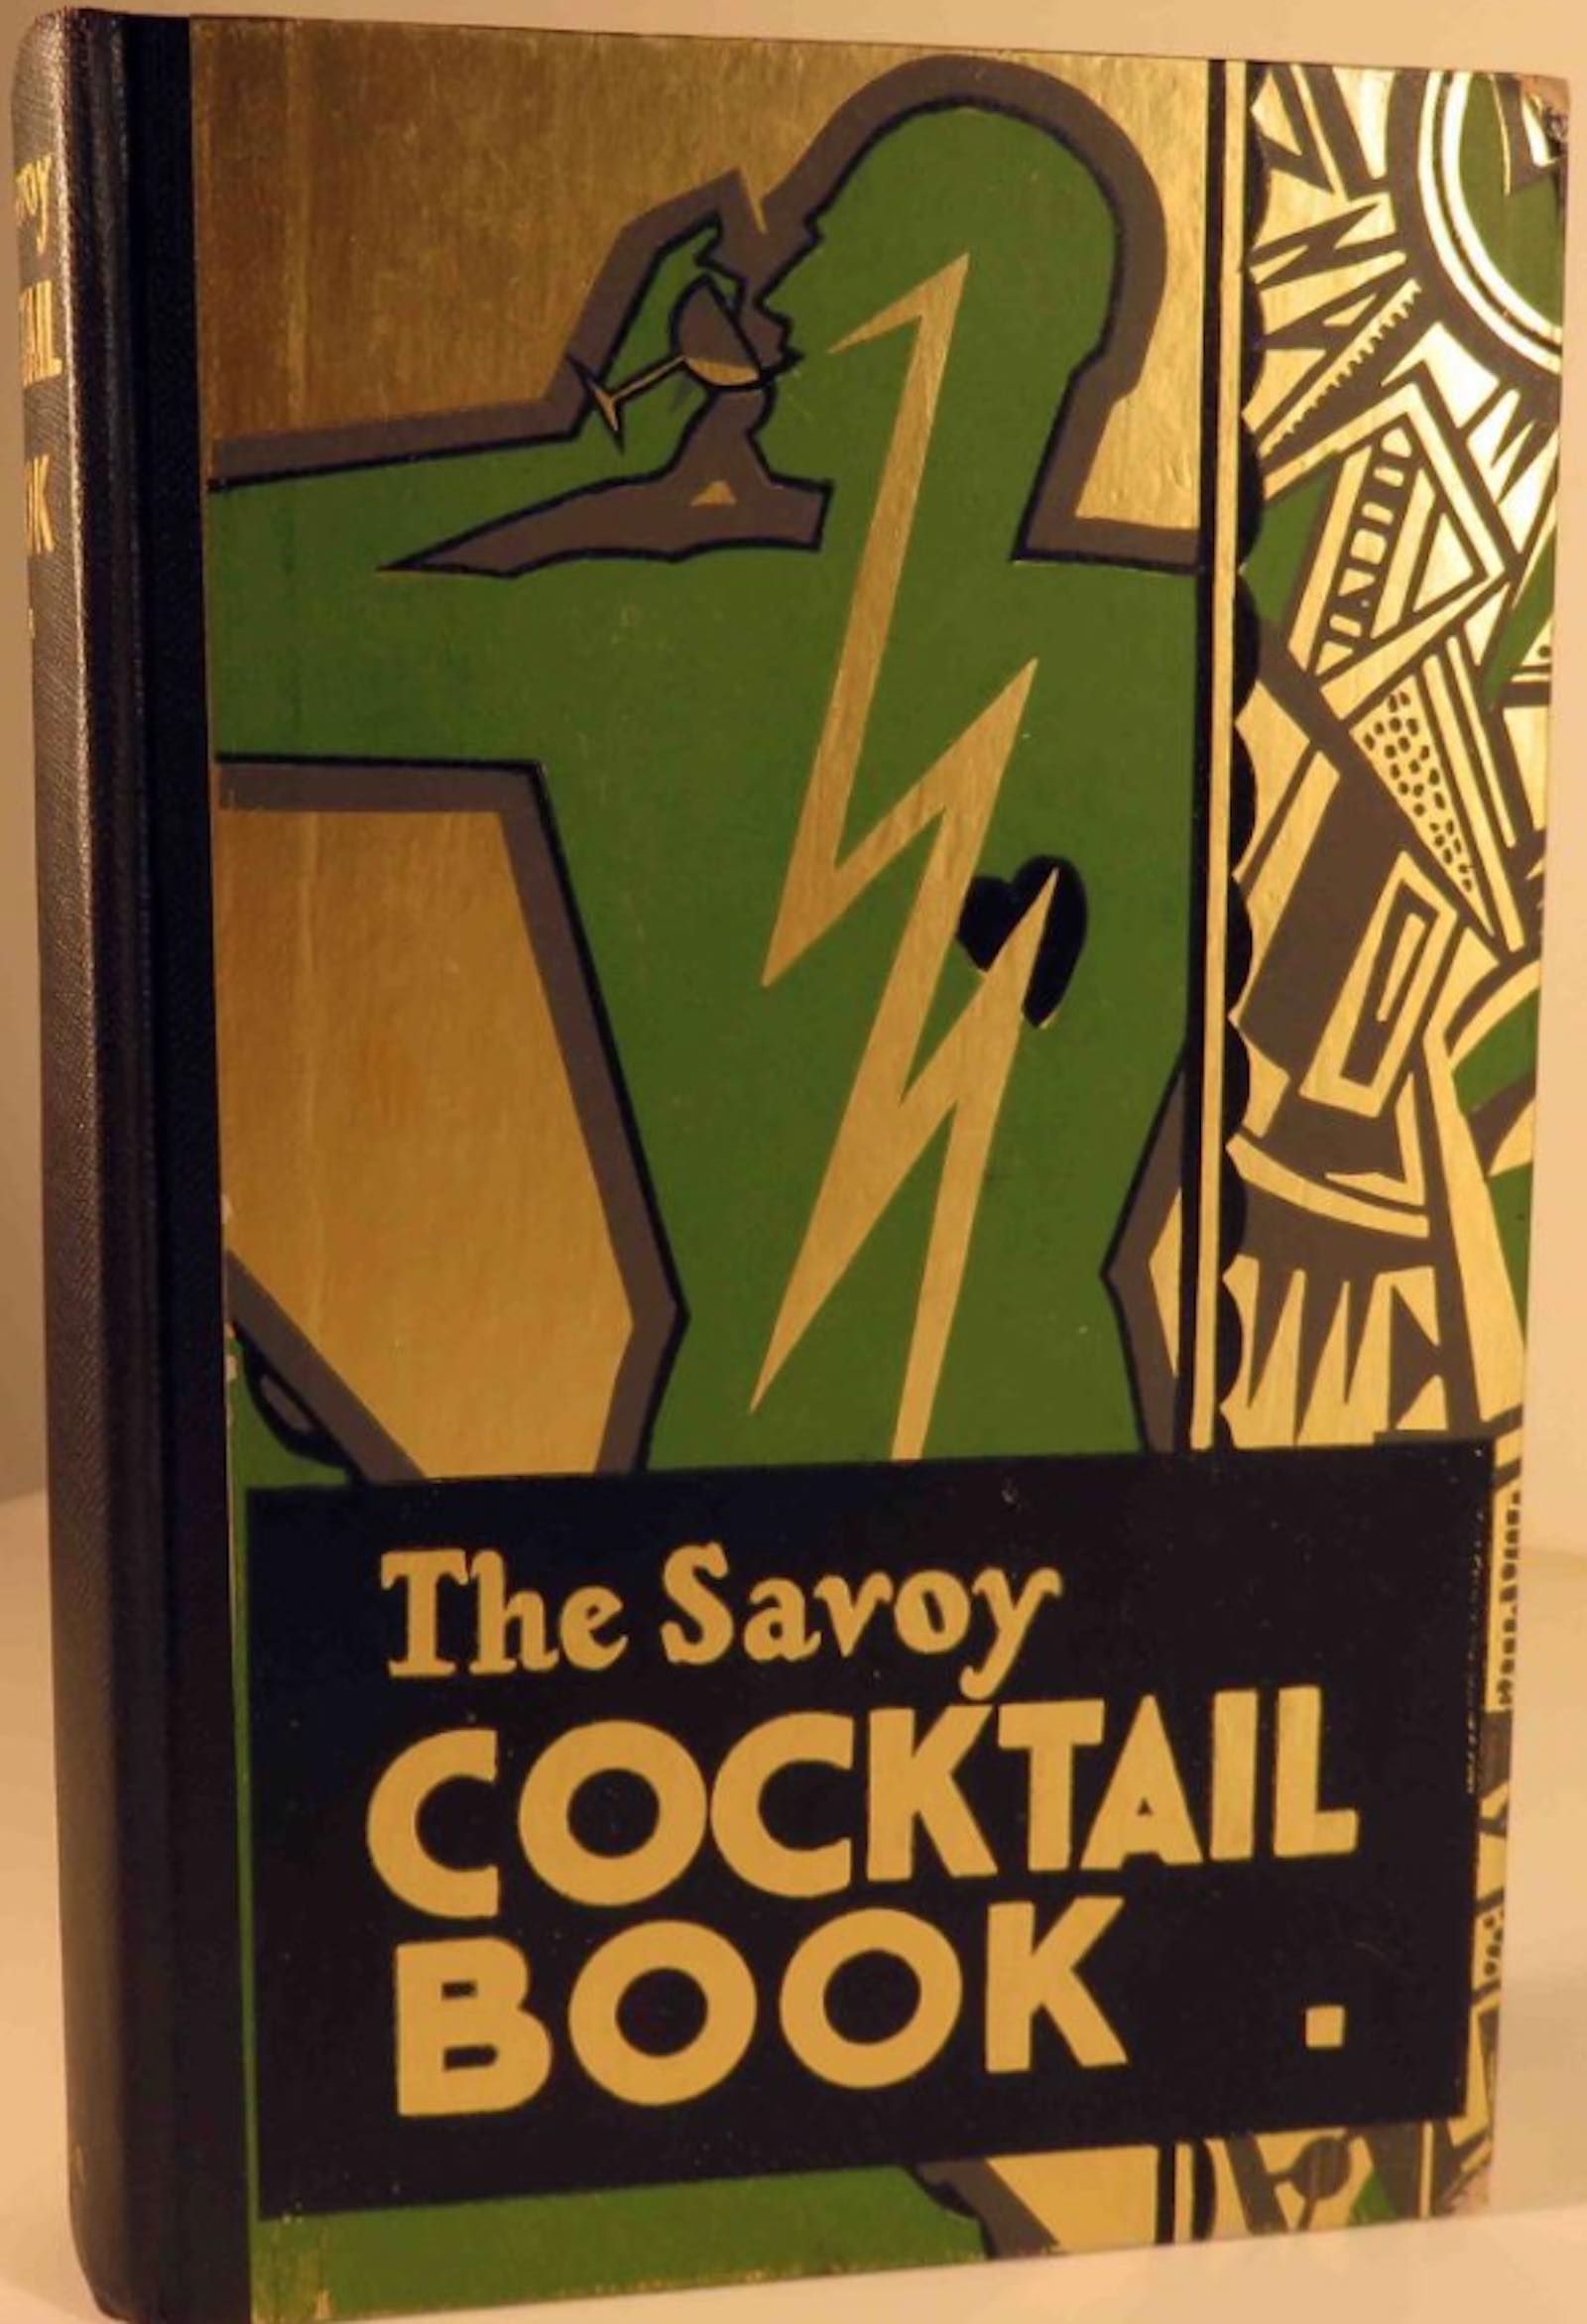 The Savoy
COCKTAIL
BOOK .